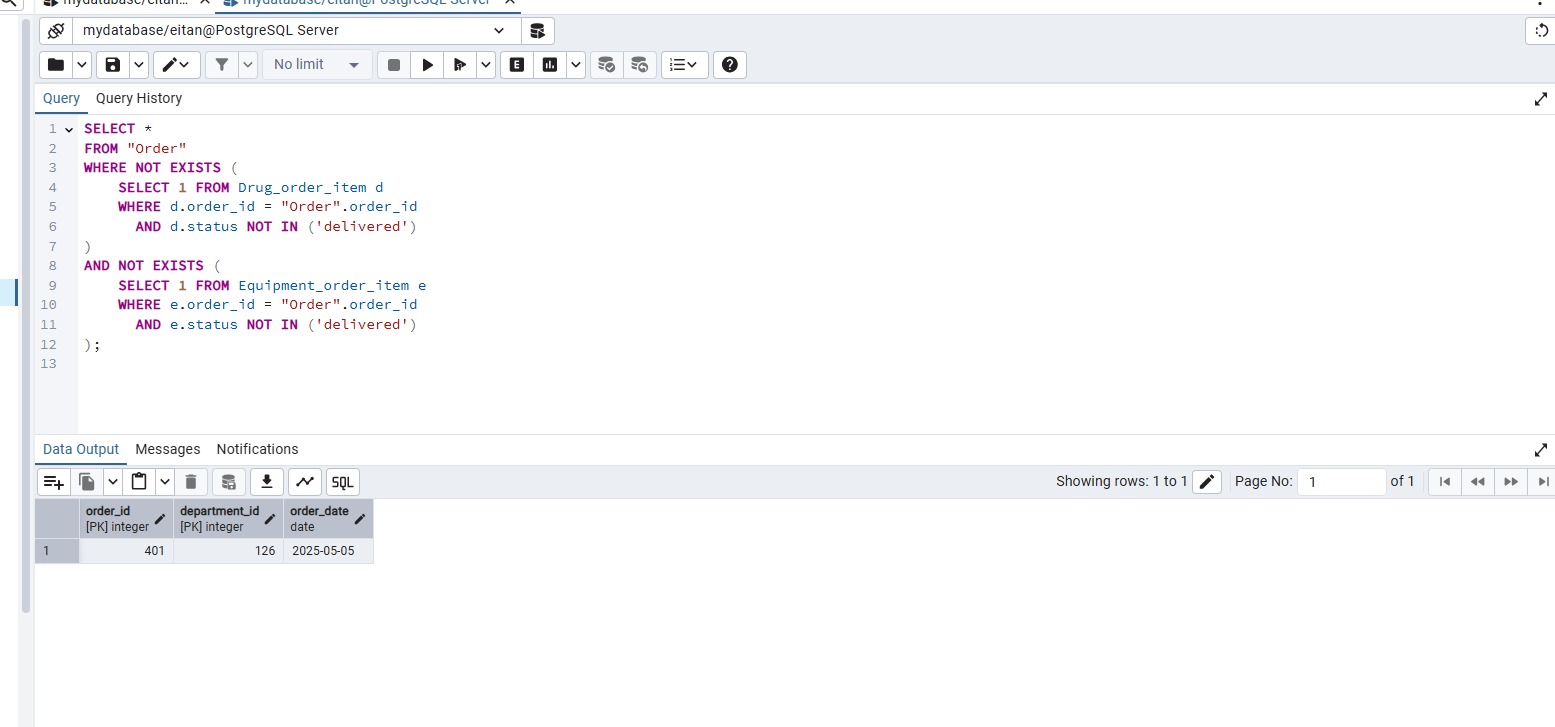 mydatabase/eitan... mydatabase/eitan@PostgreSQL Server
mydatabase/eitan@PostgreSQL Server
No limit
Query Query History
1 SELECT *
2 FROM "Order"
3 WHERE NOT EXISTS (
4 SELECT 1 FROM Drug_order_item d
5 WHERE d.order_id = "Order".order_id
6 AND d.status NOT IN ('delivered')
7 )
8 AND NOT EXISTS (
9 SELECT 1 FROM Equipment_order_item e
10 WHERE e.order_id = "Order".order_id
11 AND e.status NOT IN ('delivered')
12 );
13
Data Output Messages Notifications
SQL Showing rows: 1 to 1 Page No: 1 of 1
order_id department_id order_date
[PK] integer [PK] integer date
1 401 126 2025-05-05